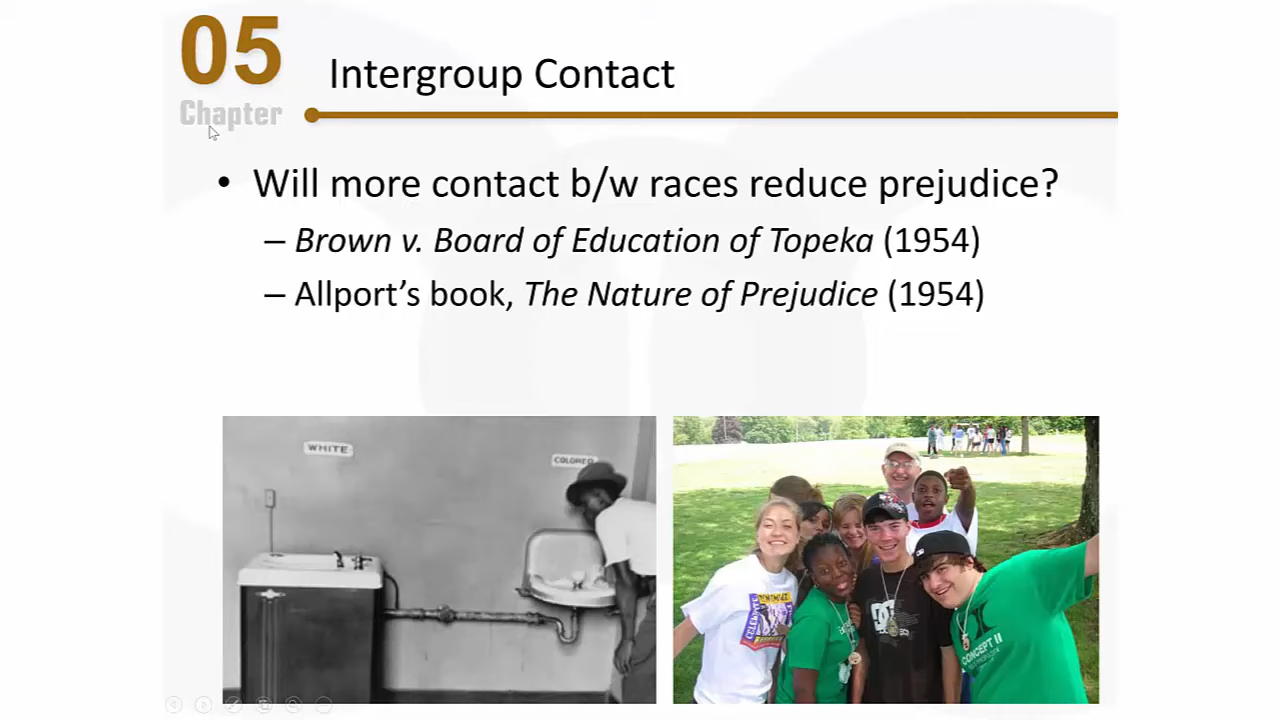 05
Chapter
Intergroup Contact
• Will more contact b/w races reduce prejudice?
– Brown v. Board of Education of Topeka (1954)
– Allport’s book, The Nature of Prejudice (1954)
WHITE
COLORED
CONCEPT II